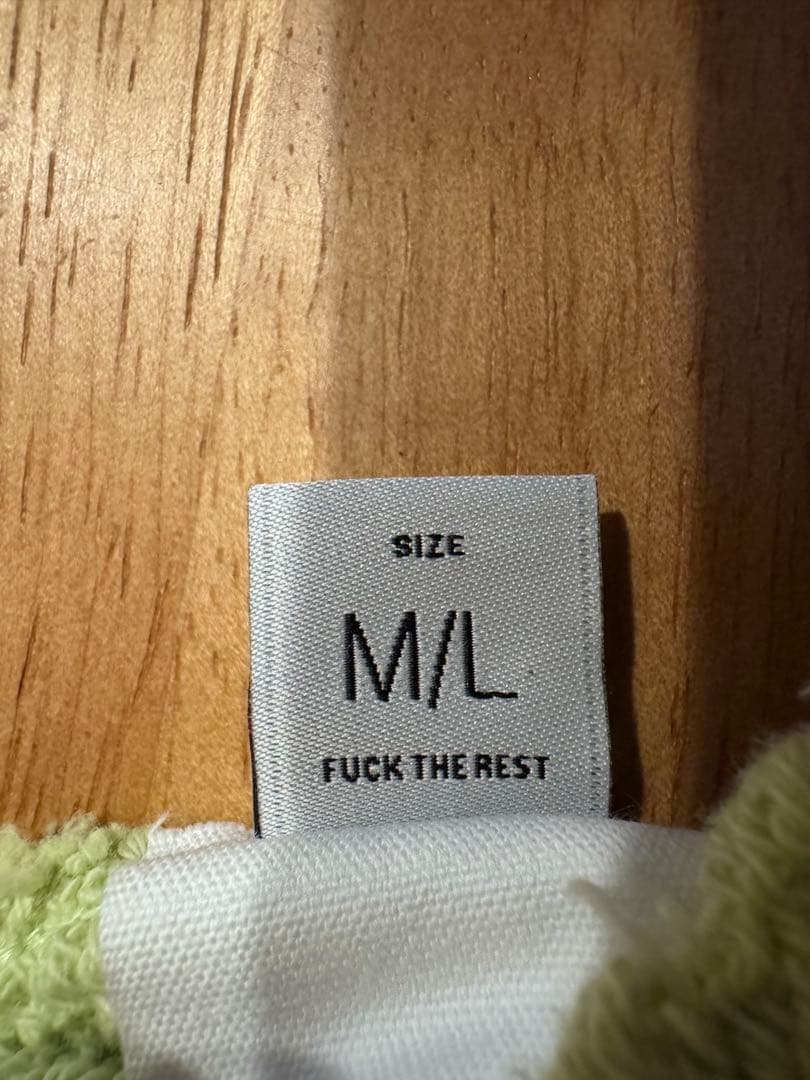 SIZE
M/L
FUCK THE REST